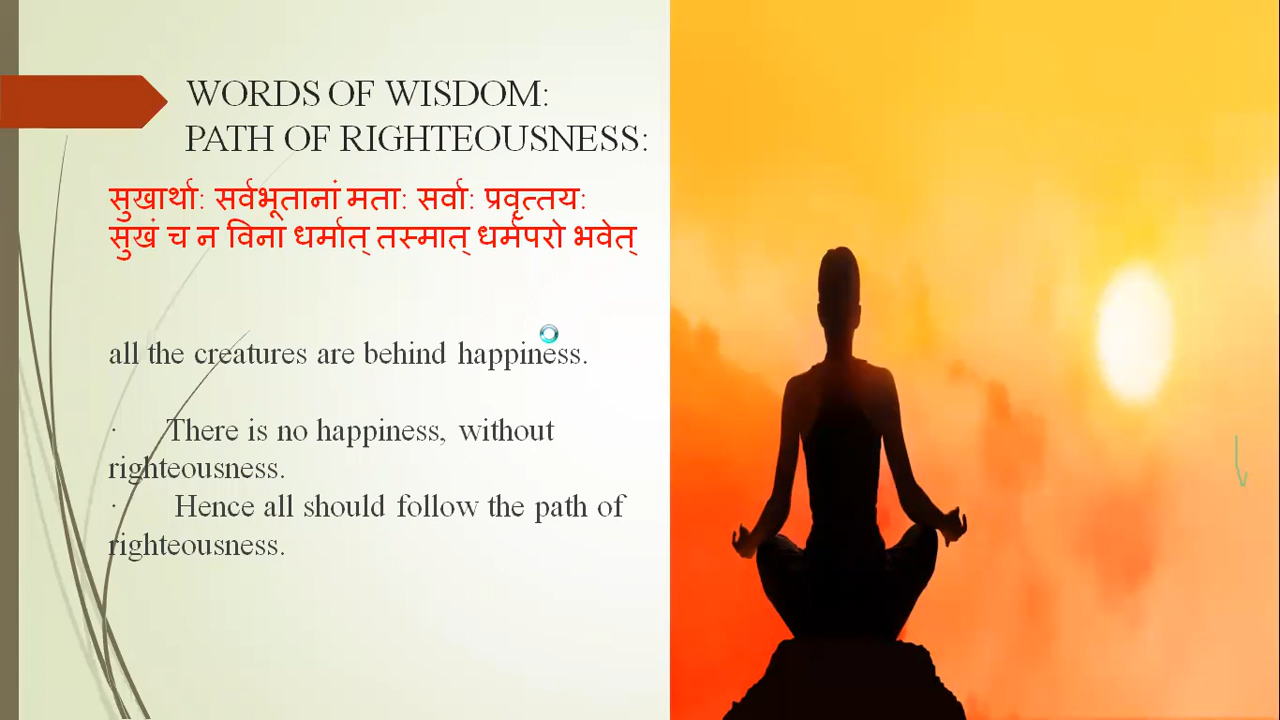 WORDS OF WISDOM:
PATH OF RIGHTEOUSNESS:
सुखार्थाः सर्वभूतानां मताः सर्वाः प्रवृत्तयः
सुखं च न विना धर्मात् तस्मात् धर्मपरो भवेत्
all the creatures are behind happiness.
· There is no happiness, without
righteousness.
· Hence all should follow the path of
righteousness.